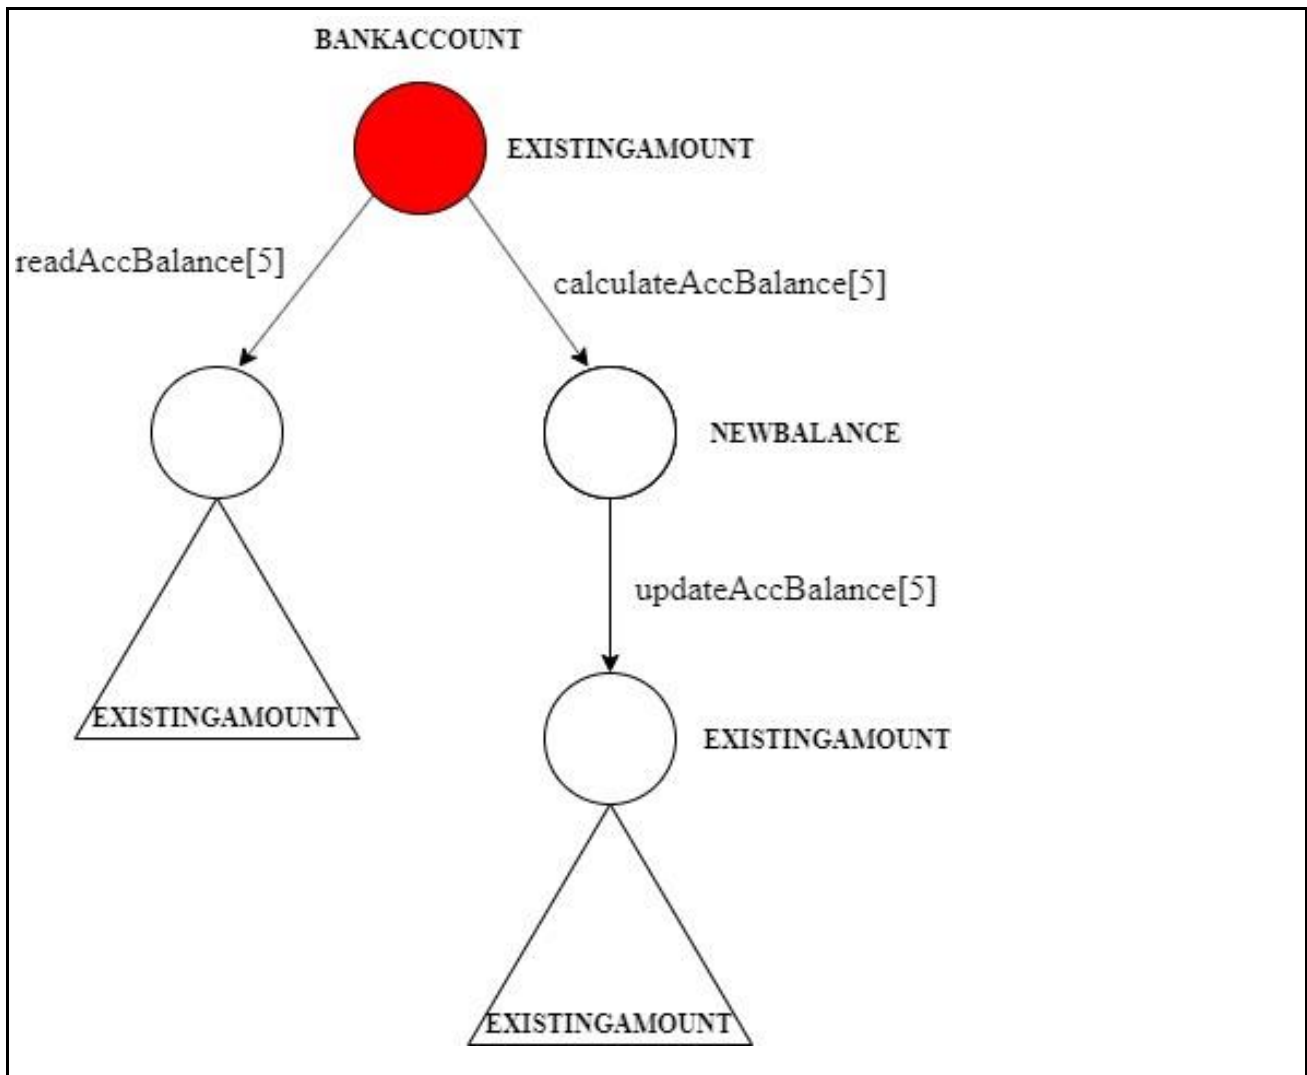 BANKACCOUNT
EXISTINGAMOUNT
readAccBalance[5]
calculateAccBalance[5]
NEWBALANCE
updateAccBalance[5]
EXISTINGAMOUNT
EXISTINGAMOUNT
EXISTINGAMOUNT